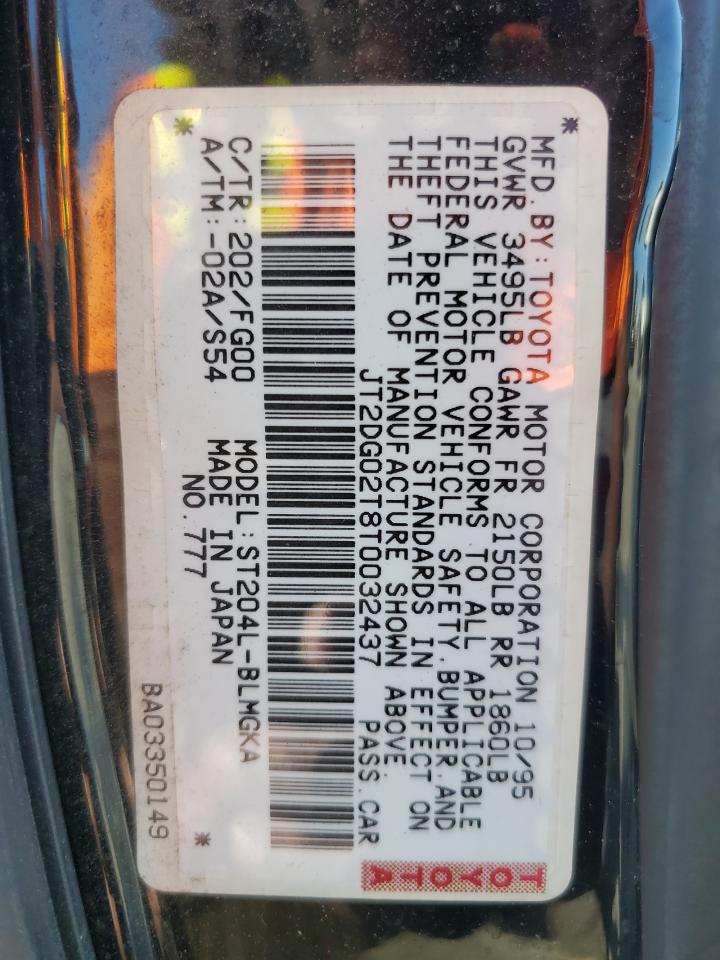 MFD.BY:TOYOTA MOTOR CORPORATION 10/95
GVWR 3495LB GAWR FR 2150LB RR 1860LB
THIS VEHICLE CONFORMS TO ALL APPLICABLE
FEDERAL MOTOR VEHICLE SAFETY,BUMPER,AND
THEFT PREVENTION STANDARDS IN EFFECT ON
THE DATE OF MANUFACTURE SHOWN ABOVE.
JT2DG02T8T0032437 PASS.CAR
TOYOTA
C/TR:202/FG00 MODEL:ST204L-BLMGKA
A/TM:-02A/S54 MADE IN JAPAN
NO.777
BA03350149